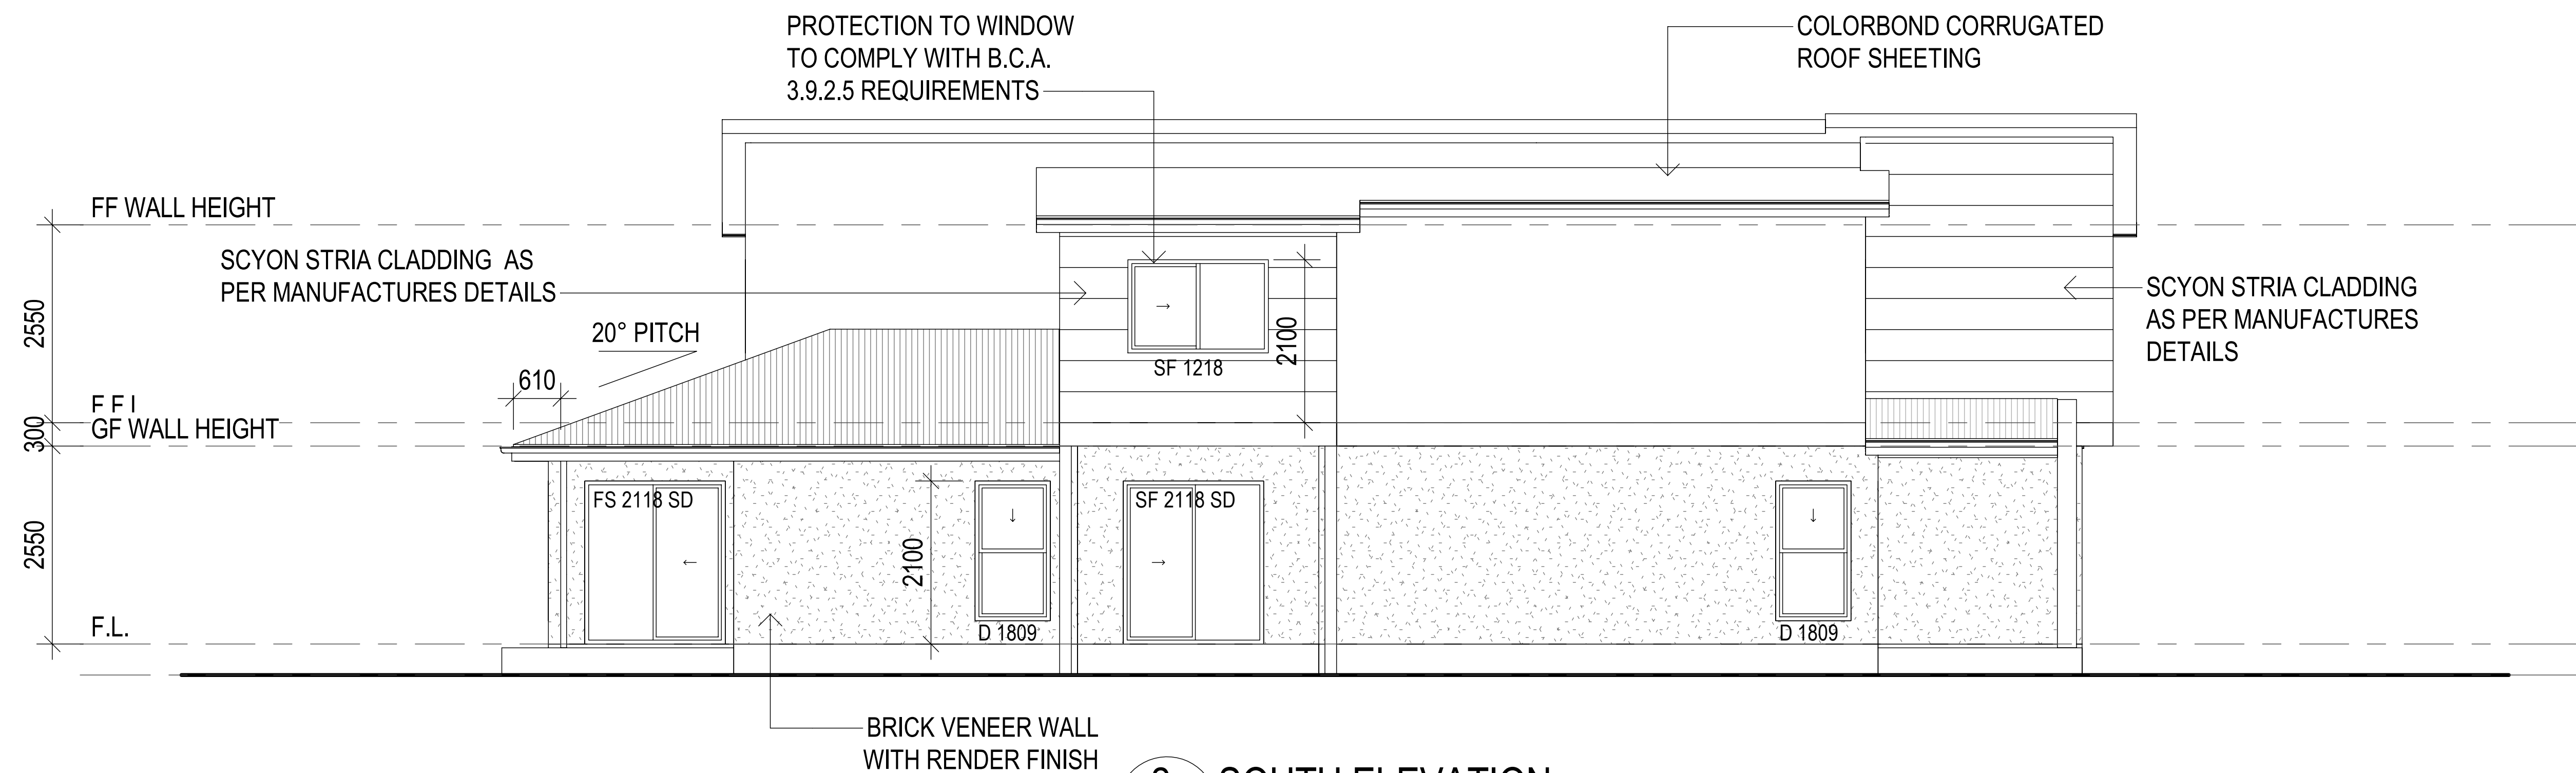 PROTECTION TO WINDOW
TO COMPLY WITH B.C.A.
3.9.2.5 REQUIREMENTS
COLORBOND CORRUGATED
ROOF SHEETING
FF WALL HEIGHT
SCYON STRIA CLADDING AS
PER MANUFACTURES DETAILS
SCYON STRIA CLADDING
AS PER MANUFACTURES
DETAILS
2550
20° PITCH
2100
SF 1218
610
F F l
300
GF WALL HEIGHT
FS 2118 SD
SF 2118 SD
2550
2100
F.L.
D 1809
D 1809
BRICK VENEER WALL
WITH RENDER FINISH
SOUTH ELEVATION